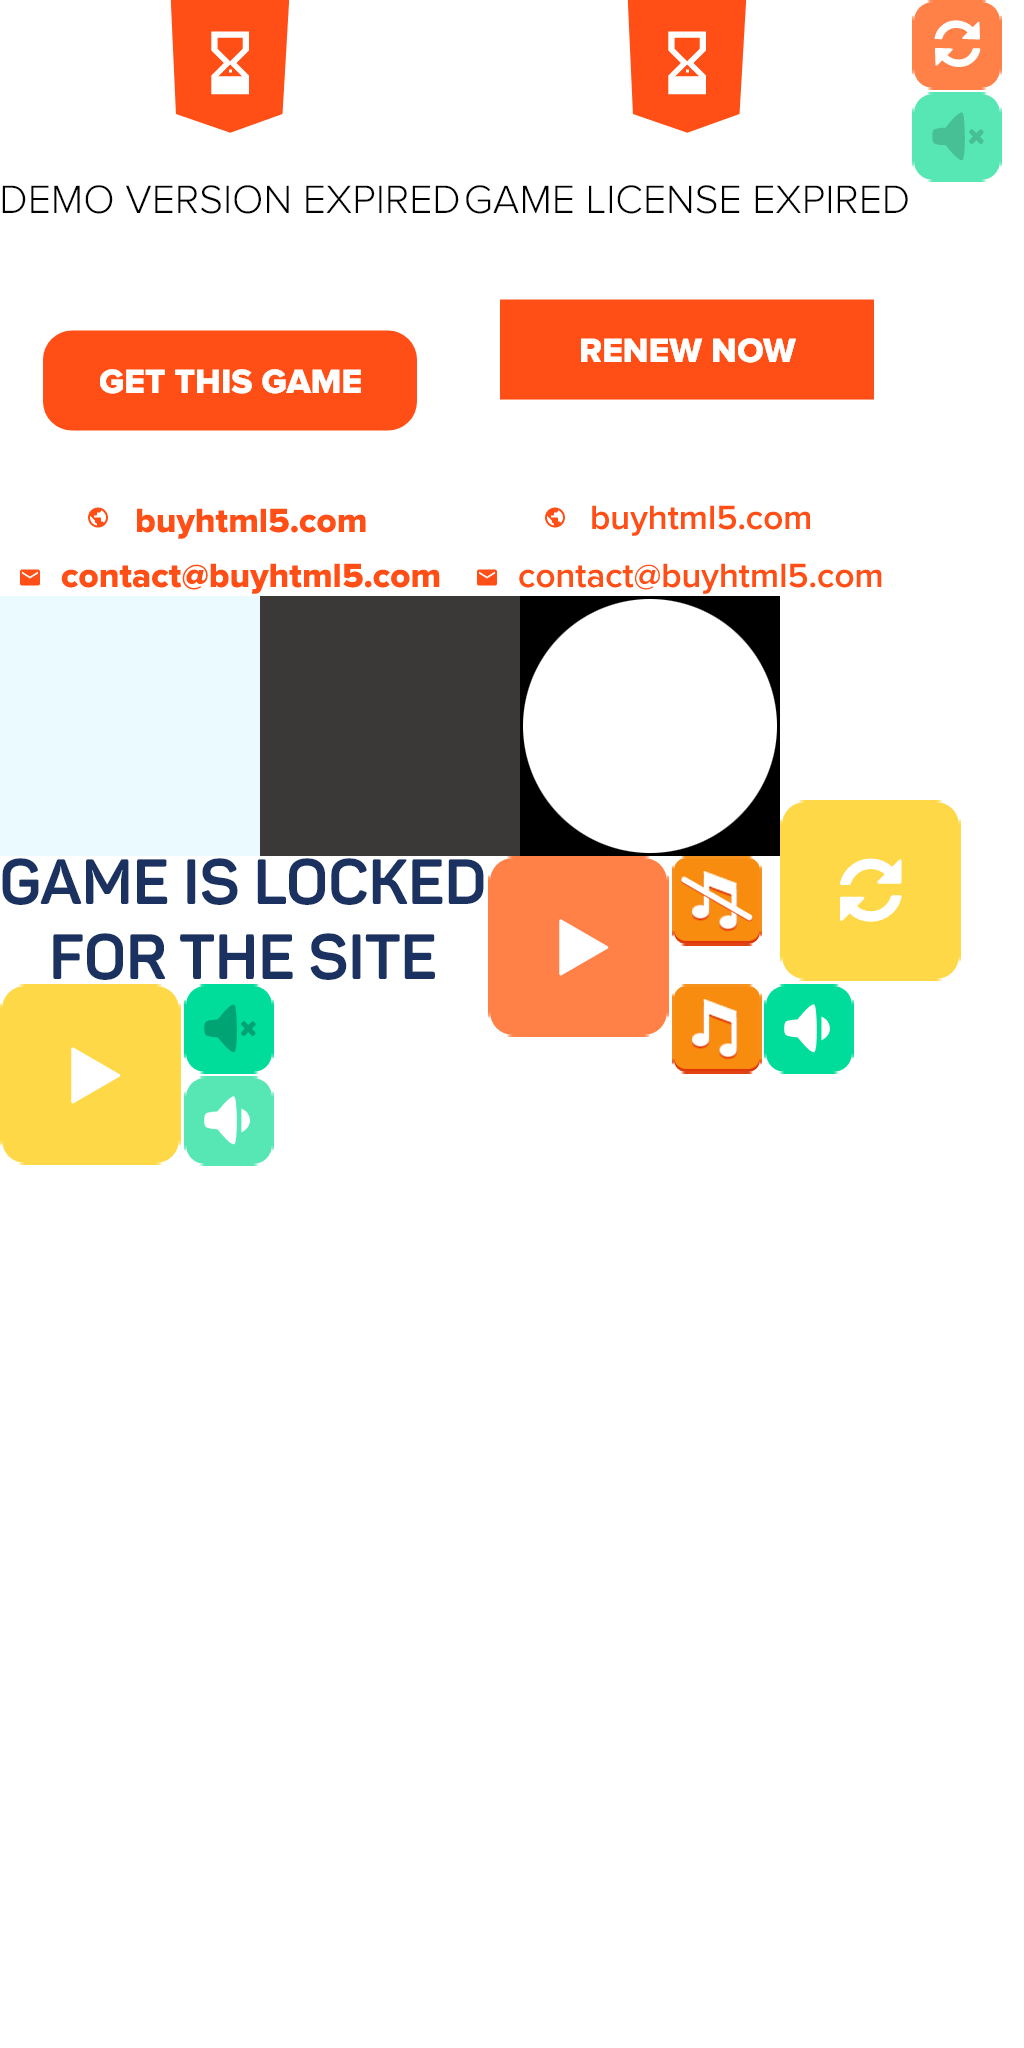 DEMO VERSION EXPIRED
GET THIS GAME
buyhtml5.com
contact@buyhtml5.com
GAME LICENSE EXPIRED
RENEW NOW
buyhtml5.com
contact@buyhtml5.com
GAME IS LOCKED
FOR THE SITE